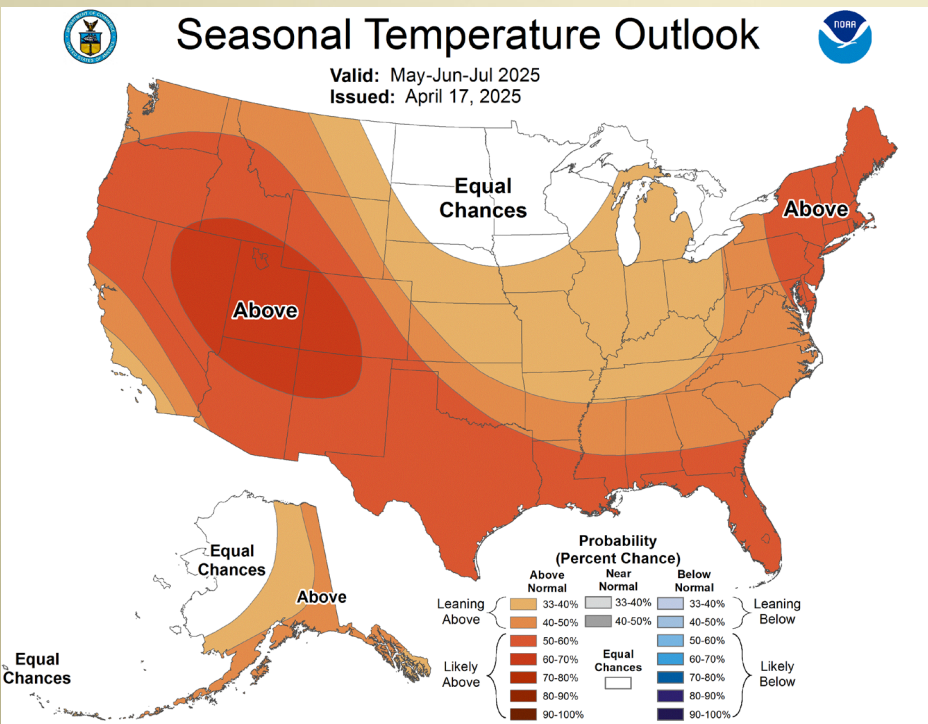 NOAA
Seasonal Temperature Outlook
Valid: May-Jun-Jul 2025
Issued: April 17, 2025
Equal
Chances
Above
Above
Equal
Chances
Above
Equal
Chances
Probability
(Percent Chance)
Above
Normal
Near
Normal
Below
Normal
Leaning
Above
33-40%
33-40%
33-40%
Leaning
Below
40-50%
40-50%
40-50%
Likely
Above
50-60%
60-70%
70-80%
80-90%
90-100%
Equal
Chances
50-60%
60-70%
70-80%
80-90%
90-100%
Likely
Below